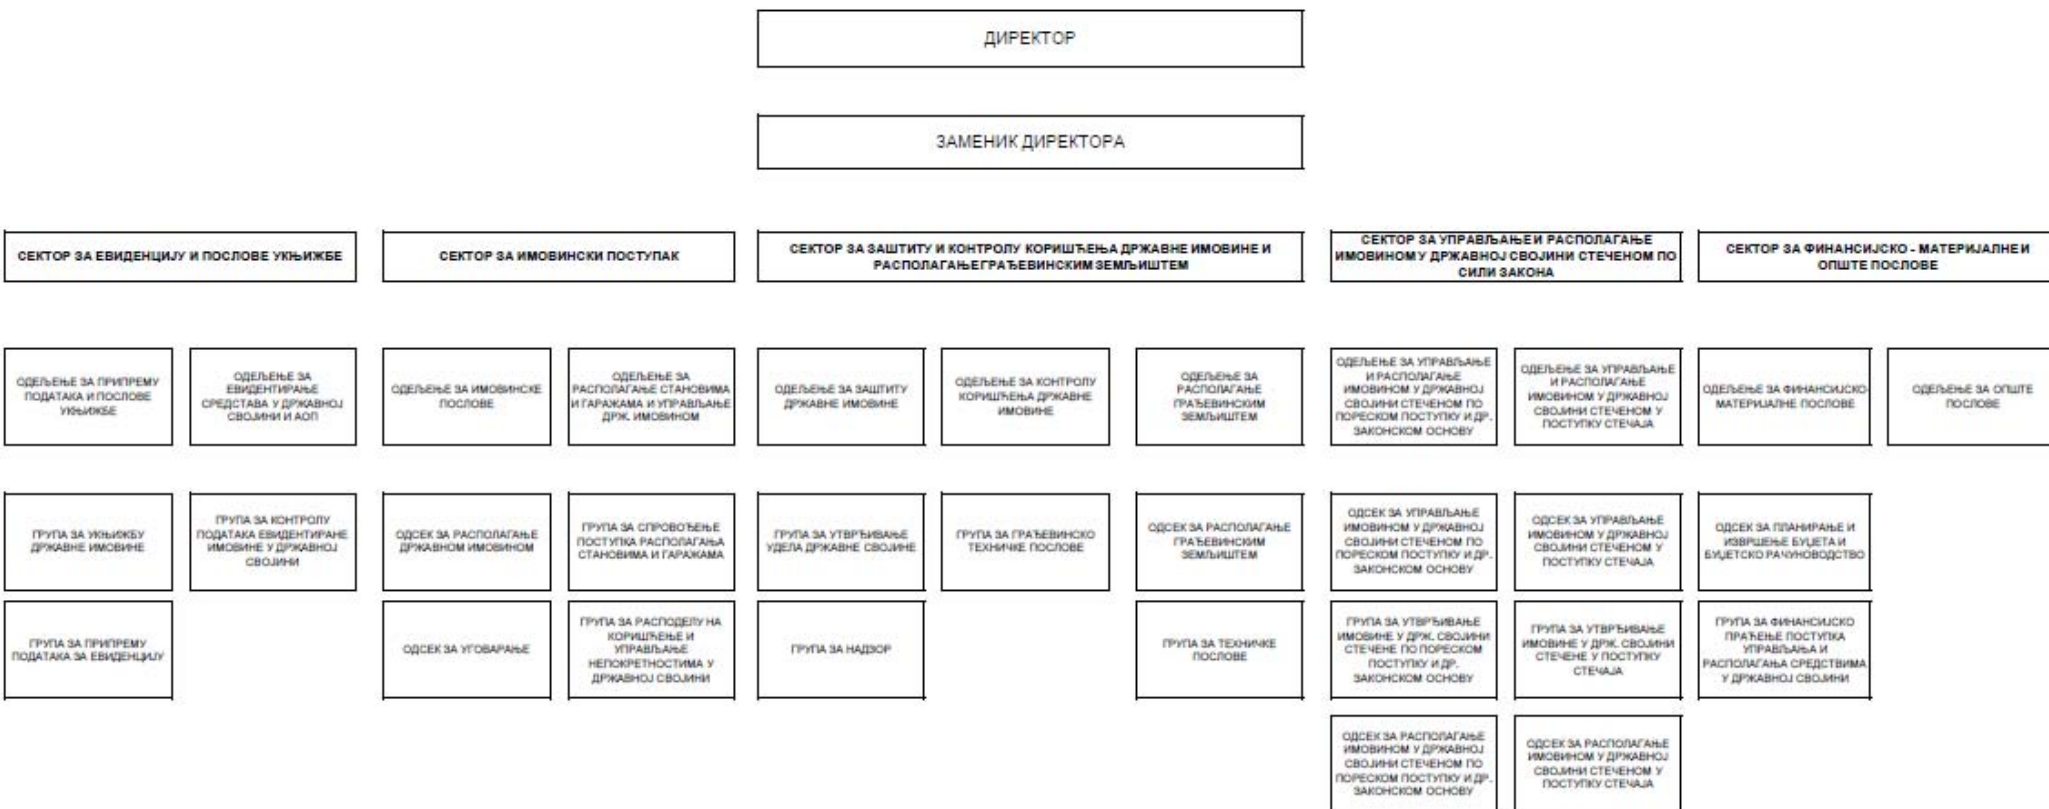 ДИРЕКТОР
ЗАМЕНИК ДИРЕКТОРА
СЕКТОР ЗА ЕВИДЕНЦИЈУ И ПОСЛОВЕ УКЊИЖБЕ
СЕКТОР ЗА ИМОВИНСКИ ПОСТУПАК
СЕКТОР ЗА ЗАШТИТУ И КОНТРОЛУ КОРИШЋЕЊА ДРЖАВНЕ ИМОВИНЕ И
РАСПОЛАГАЊЕ ГРАЂЕВИНСКИМ ЗЕМЉИШТЕМ
СЕКТОР ЗА УПРАВЉАЊЕ И РАСПОЛАГАЊЕ
ИМОВИНОМ У ДРЖАВНОЈ СВОЈИНИ СТЕЧЕНОМ ПО
СИЛИ ЗАКОНА
СЕКТОР ЗА ФИНАНСИЈСКО - МАТЕРИЈАЛНЕ И
ОПШТЕ ПОСЛОВЕ
ОДЕЉЕЊЕ ЗА ПРИПРЕМУ
ПОДАТАКА И ПОСЛОВЕ
УКЊИЖБЕ
ОДЕЉЕЊЕ ЗА
ЕВИДЕНТИРАЊЕ
СРЕДСТАВА У ДРЖАВНОЈ
СВОЈИНИ И АОП
ОДЕЉЕЊЕ ЗА ИМОВИНСКЕ
ПОСЛОВЕ
ОДЕЉЕЊЕ ЗА
РАСПОЛАГАЊЕ СТАНОВИМА
И ГАРАЖАМА И УПРАВЉАЊЕ
ДРЖ. ИМОВИНОМ
ОДЕЉЕЊЕ ЗА ЗАШТИТУ
ДРЖАВНЕ ИМОВИНЕ
ОДЕЉЕЊЕ ЗА КОНТРОЛУ
КОРИШЋЕЊА ДРЖАВНЕ
ИМОВИНЕ
ОДЕЉЕЊЕ ЗА
РАСПОЛАГАЊЕ
ГРАЂЕВИНСКИМ
ЗЕМЉИШТЕМ
ОДЕЉЕЊЕ ЗА УПРАВЉАЊЕ
И РАСПОЛАГАЊЕ
ИМОВИНОМ У ДРЖАВНОЈ
СВОЈИНИ СТЕЧЕНОМ ПО
ПОРЕСКОМ ПОСТУПКУ И ДР.
ЗАКОНСКОМ ОСНОВУ
ОДЕЉЕЊЕ ЗА УПРАВЉАЊЕ
И РАСПОЛАГАЊЕ
ИМОВИНОМ У ДРЖАВНОЈ
СВОЈИНИ СТЕЧЕНОМ У
ПОСТУПКУ СТЕЧАЈА
ОДЕЉЕЊЕ ЗА ФИНАНСИЈСКО-
МАТЕРИЈАЛНЕ ПОСЛОВЕ
ОДЕЉЕЊЕ ЗА ОПШТЕ
ПОСЛОВЕ
ГРУПА ЗА УКЊИЖБУ
ДРЖАВНЕ ИМОВИНЕ
ГРУПА ЗА КОНТРОЛУ
ПОДАТАКА ЕВИДЕНТИРАНЕ
ИМОВИНЕ У ДРЖАВНОЈ
СВОЈИНИ
ОДСЕК ЗА РАСПОЛАГАЊЕ
ДРЖАВНОМ ИМОВИНОМ
ГРУПА ЗА СПРОВОЂЕЊЕ
ПОСТУПКА РАСПОЛАГАЊА
СТАНОВИМА И ГАРАЖАМА
ГРУПА ЗА УТВРЂИВАЊЕ
УДЕЛА ДРЖАВНЕ СВОЈИНЕ
ГРУПА ЗА ГРАЂЕВИНСКО
ТЕХНИЧКЕ ПОСЛОВЕ
ОДСЕК ЗА РАСПОЛАГАЊЕ
ГРАЂЕВИНСКИМ
ЗЕМЉИШТЕМ
ОДСЕК ЗА УПРАВЉАЊЕ
ИМОВИНОМ У ДРЖАВНОЈ
СВОЈИНИ СТЕЧЕНОМ ПО
ПОРЕСКОМ ПОСТУПКУ И ДР.
ЗАКОНСКОМ ОСНОВУ
ОДСЕК ЗА УПРАВЉАЊЕ
ИМОВИНОМ У ДРЖАВНОЈ
СВОЈИНИ СТЕЧЕНОМ У
ПОСТУПКУ СТЕЧАЈА
ОДСЕК ЗА ПЛАНИРАЊЕ И
ИЗВРШЕЊЕ БУЏЕТА И
БУЏЕТСКО РАЧУНОВОДСТВО
ГРУПА ЗА ПРИПРЕМУ
ПОДАТАКА ЗА ЕВИДЕНЦИЈУ
ОДСЕК ЗА УГОВАРАЊЕ
ГРУПА ЗА РАСПОДЕЛУ НА
КОРИШЋЕЊЕ И
УПРАВЉАЊЕ
НЕПОКРЕТНОСТИМА У
ДРЖАВНОЈ СВОЈИНИ
ГРУПА ЗА НАДЗОР
ГРУПА ЗА ТЕХНИЧКЕ
ПОСЛОВЕ
ГРУПА ЗА УТВРЂИВАЊЕ
ИМОВИНЕ У ДРЖ. СВОЈИНИ
СТЕЧЕНЕ ПО ПОРЕСКОМ
ПОСТУПКУ И ДР.
ЗАКОНСКОМ ОСНОВУ
ГРУПА ЗА УТВРЂИВАЊЕ
ИМОВИНЕ У ДРЖ. СВОЈИНИ
СТЕЧЕНЕ У ПОСТУПКУ
СТЕЧАЈА
ГРУПА ЗА ФИНАНСИЈСКО
ПРАЋЕЊЕ ПОСТУПКА
УПРАВЉАЊА И
РАСПОЛАГАЊА СРЕДСТВИМА
У ДРЖАВНОЈ СВОЈИНИ
ОДСЕК ЗА РАСПОЛАГАЊЕ
ИМОВИНОМ У ДРЖАВНОЈ
СВОЈИНИ СТЕЧЕНОМ ПО
ПОРЕСКОМ ПОСТУПКУ И ДР.
ЗАКОНСКОМ ОСНОВУ
ОДСЕК ЗА РАСПОЛАГАЊЕ
ИМОВИНОМ У ДРЖАВНОЈ
СВОЈИНИ СТЕЧЕНОМ У
ПОСТУПКУ СТЕЧАЈА